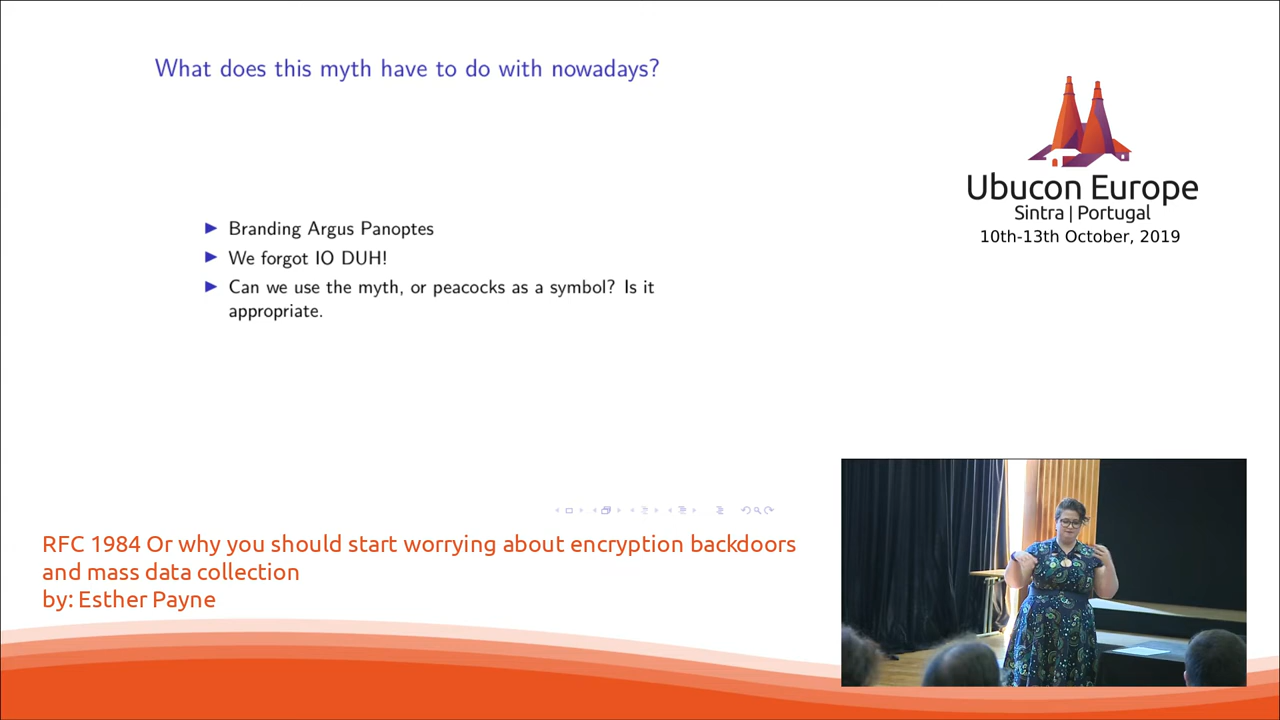 What does this myth have to do with nowadays?
Branding Argus Panoptes
We forgot IO DUH!
Can we use the myth, or peacocks as a symbol? Is it
appropriate.
Ubucon Europe
Sintra | Portugal
10th-13th October, 2019
RFC 1984 Or why you should start worrying about encryption backdoors
and mass data collection
by: Esther Payne